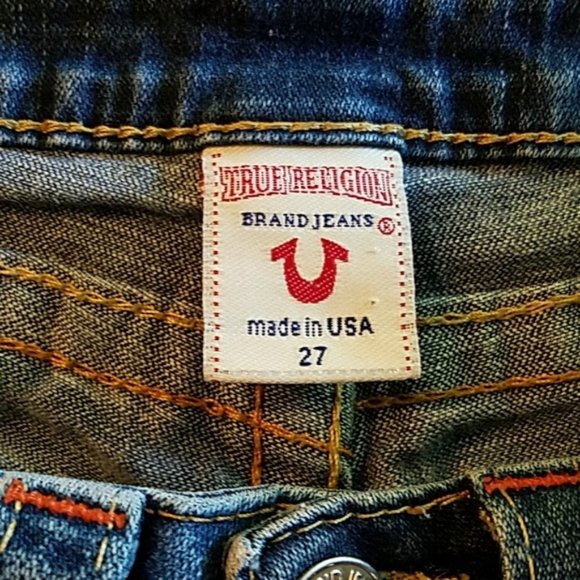 TRUE RELIGION
BRAND JEANS ®
made in USA
27